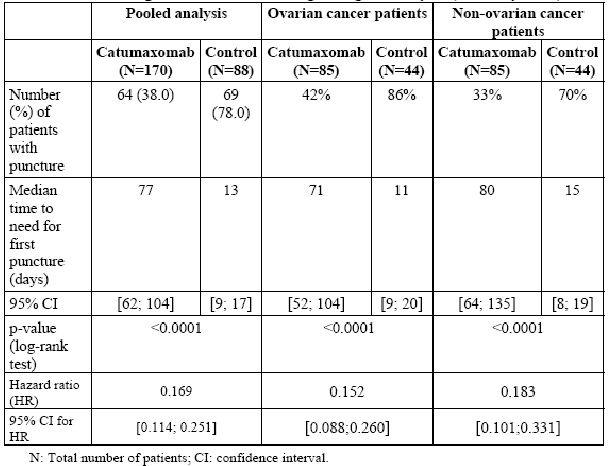 Pooled analysis Ovarian cancer patients Non-ovarian cancer
patients
Catumaxomab Control Catumaxomab Control Catumaxomab Control
(N=170) (N=88) (N=85) (N=44) (N=85) (N=44)
Number 64 (38.0) 69 42% 86% 33% 70%
(%) of (78.0)
patients
with
puncture
Median 77 13 71 11 80 15
time to
need for
first
puncture
(days)
95% CI [62; 104] [9; 17] [52; 104] [9; 20] [64; 135] [8; 19]
p-value <0.0001 <0.0001 <0.0001
(log-rank
test)
Hazard ratio 0.169 0.152 0.183
(HR)
95% CI for [0.114; 0.251] [0.088;0.260] [0.101;0.331]
HR
N: Total number of patients; CI: confidence interval.